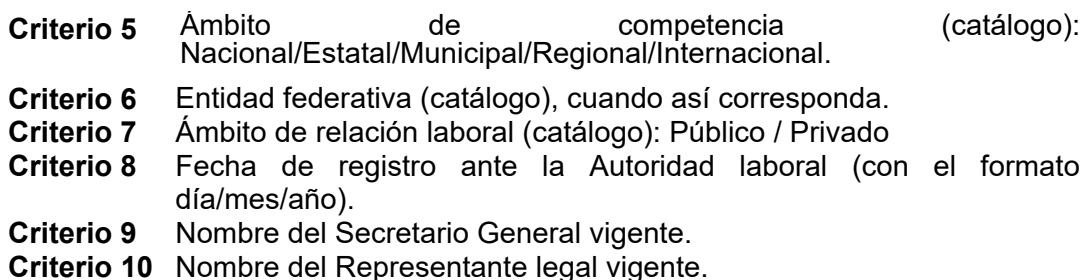 Criterio 5 Ámbito de competencia (catálogo):
Nacional/Estatal/Municipal/Regional/Internacional.
Criterio 6 Entidad federativa (catálogo), cuando así corresponda.
Criterio 7 Ámbito de relación laboral (catálogo): Público / Privado
Criterio 8 Fecha de registro ante la Autoridad laboral (con el formato
día/mes/año).
Criterio 9 Nombre del Secretario General vigente.
Criterio 10 Nombre del Representante legal vigente.